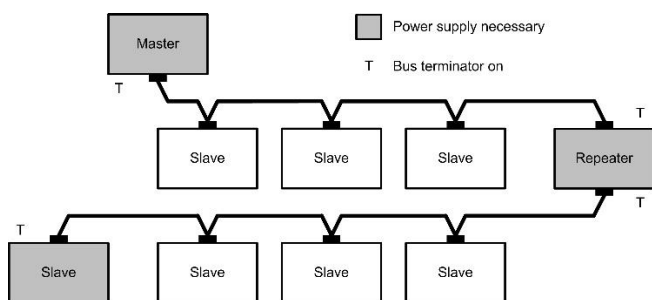 Power supply necessary
Master
T Bus terminator on
T
T
Slave Slave Slave Repeater
T
T
Slave Slave Slave Slave